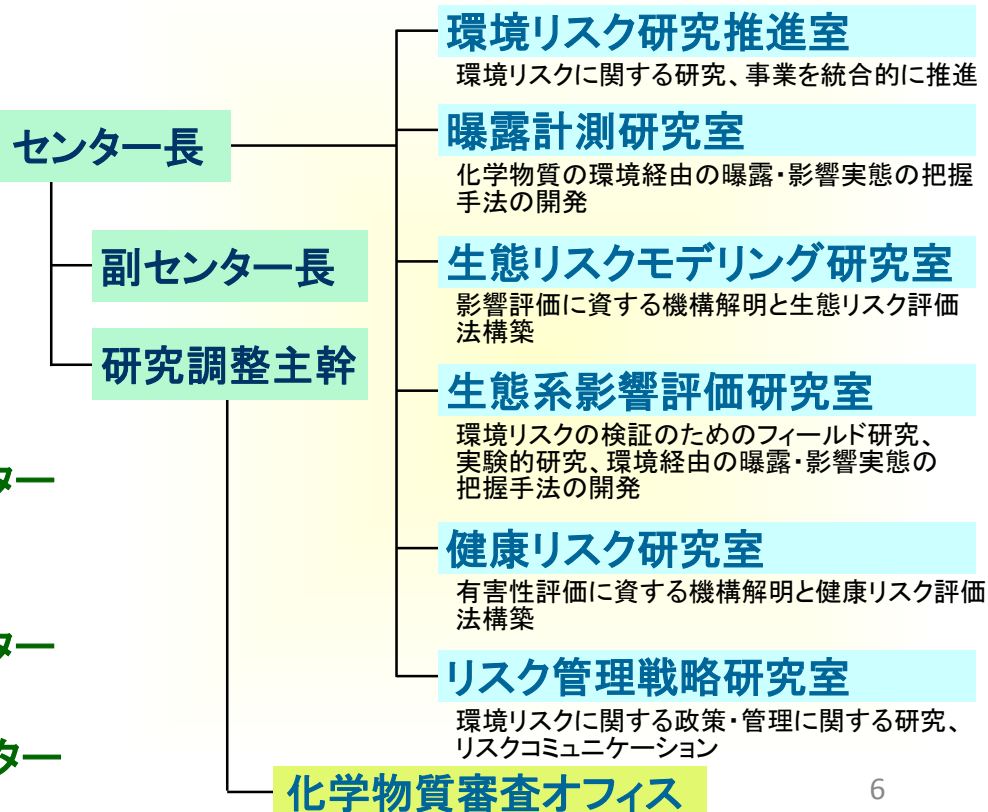 センター長
副センター長
研究調整主幹
ター
ター
ター
環境リスク研究推進室
環境リスクに関する研究、事業を統合的に推進
曝露計測研究室
化学物質の環境経由の曝露・影響実態の把握
手法の開発
生態リスクモデリング研究室
影響評価に資する機構解明と生態リスク評価
法構築
生態系影響評価研究室
環境リスクの検証のためのフィールド研究、
実験的研究、環境経由の曝露・影響実態の
把握手法の開発
健康リスク研究室
有害性評価に資する機構解明と健康リスク評価
法構築
リスク管理戦略研究室
環境リスクに関する政策・管理に関する研究、
リスクコミュニケーション
化学物質審査オフィス
6